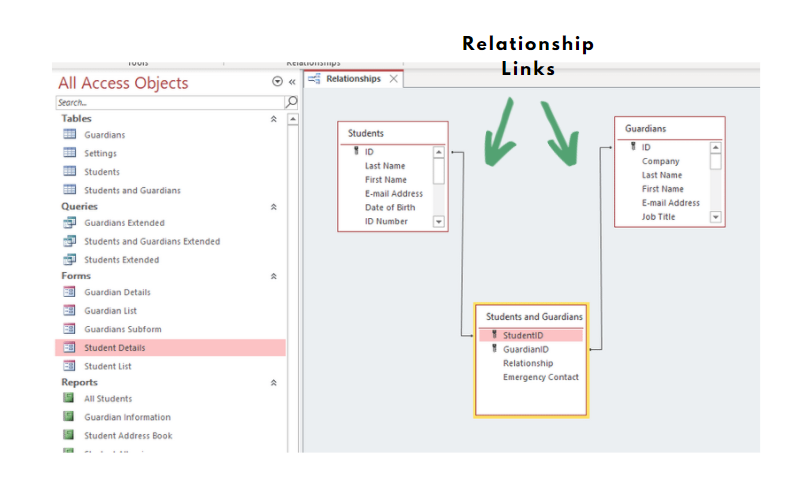 Relationship
Links
Tools
Relationships
All Access Objects
Search...
Tables
Guardians
Settings
Students
Students and Guardians
Queries
Guardians Extended
Students and Guardians Extended
Students Extended
Forms
Guardian Details
Guardian List
Guardians Subform
Student Details
Student List
Reports
All Students
Guardian Information
Student Address Book
Relationships
Students
ID
Last Name
First Name
E-mail Address
Date of Birth
ID Number
Guardians
ID
Company
Last Name
First Name
E-mail Address
Job Title
Students and Guardians
StudentID
GuardianID
Relationship
Emergency Contact